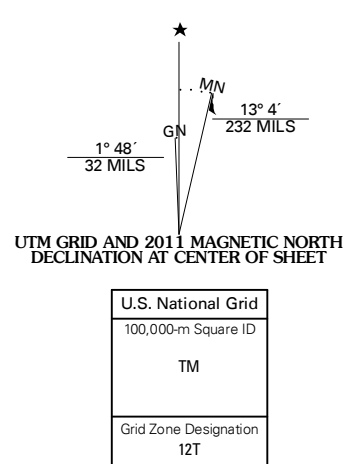 ★
MN
13° 4´
232 MILS
GN
1° 48´
32 MILS
UTM GRID AND 2011 MAGNETIC NORTH
DECLINATION AT CENTER OF SHEET
U.S. National Grid
100,000-m Square ID
TM
Grid Zone Designation
12T